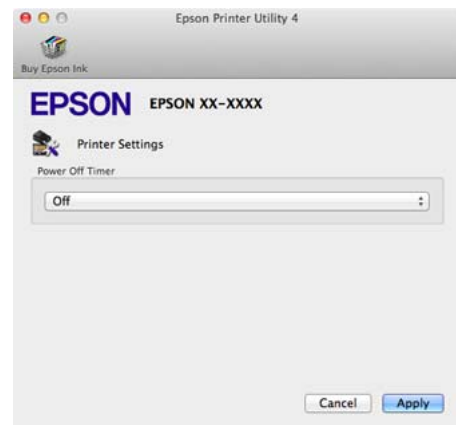 Epson Printer Utility 4
Buy Epson Ink
EPSON EPSON XX-XXXX
Printer Settings
Power Off Timer
Off
Cancel Apply